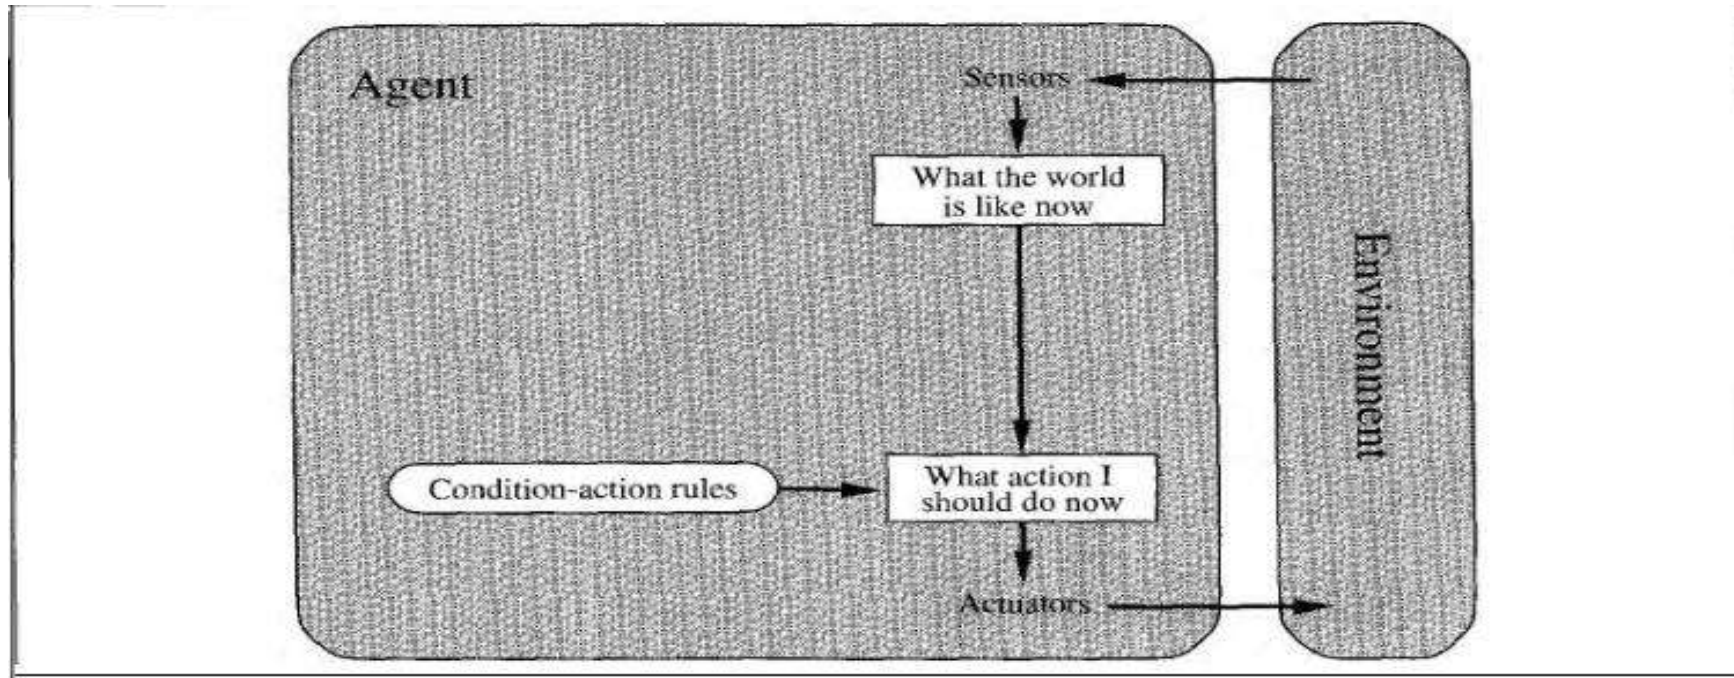 Agent
Sensors
What the world
is like now
Environment
Condition-action rules
What action I
should do now
Actuators